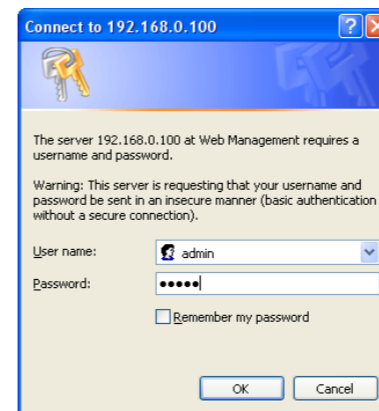 Connect to 192.168.0.100
The server 192.168.0.100 at Web Management requires a
username and password.
Warning: This server is requesting that your username and
password be sent in an insecure manner (basic authentication
without a secure connection).
User name:
admin
Password:
•••••
Remember my password
OK
Cancel